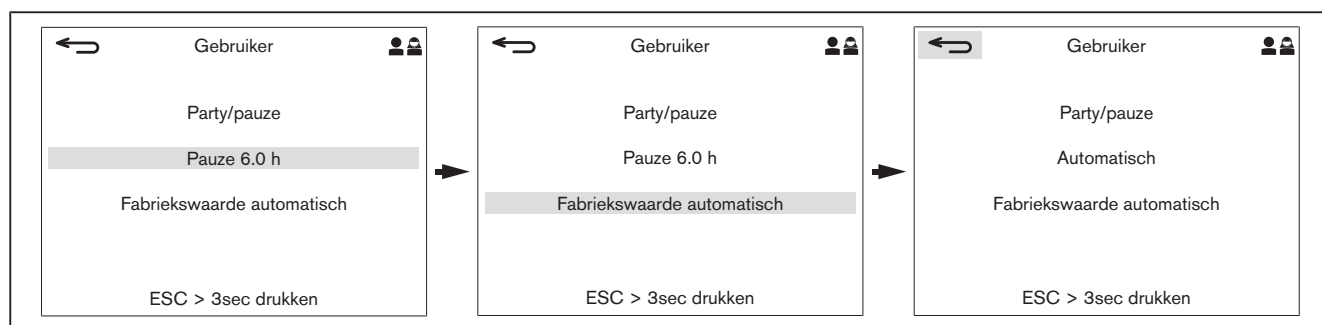 Gebruiker
Party/pauze
Pauze 6.0 h
Fabriekswaarde automatisch
ESC > 3sec drukken
Gebruiker
Party/pauze
Pauze 6.0 h
Fabriekswaarde automatisch
ESC > 3sec drukken
Gebruiker
Party/pauze
Automatisch
Fabriekswaarde automatisch
ESC > 3sec drukken